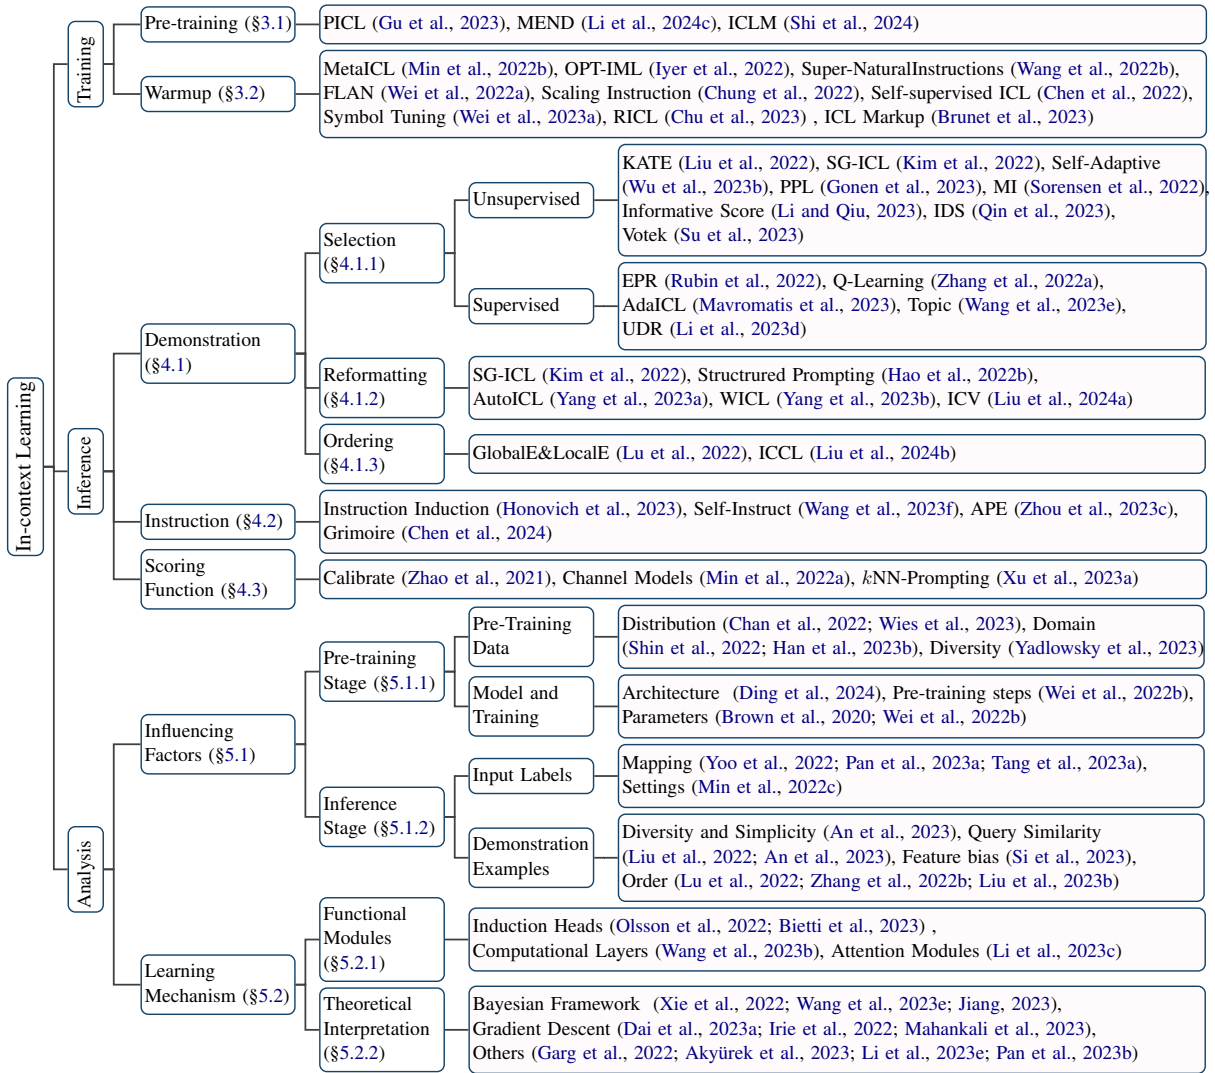 In-context Learning
Training
Pre-training (§3.1)
PICL (Gu et al., 2023), MEND (Li et al., 2024c), ICLM (Shi et al., 2024)
Warmup (§3.2)
MetaICL (Min et al., 2022b), OPT-IML (Iyer et al., 2022), Super-NaturalInstructions (Wang et al., 2022b),
FLAN (Wei et al., 2022a), Scaling Instruction (Chung et al., 2022), Self-supervised ICL (Chen et al., 2022),
Symbol Tuning (Wei et al., 2023a), RICL (Chu et al., 2023) , ICL Markup (Brunet et al., 2023)
Inference
Demonstration
(§4.1)
Selection
(§4.1.1)
Unsupervised
KATE (Liu et al., 2022), SG-ICL (Kim et al., 2022), Self-Adaptive
(Wu et al., 2023b), PPL (Gonen et al., 2023), MI (Sorensen et al., 2022),
Informative Score (Li and Qiu, 2023), IDS (Qin et al., 2023),
Votek (Su et al., 2023)
Supervised
EPR (Rubin et al., 2022), Q-Learning (Zhang et al., 2022a),
AdaICL (Mavromatis et al., 2023), Topic (Wang et al., 2023e),
UDR (Li et al., 2023d)
Reformatting
(§4.1.2)
SG-ICL (Kim et al., 2022), Structrured Prompting (Hao et al., 2022b),
AutoICL (Yang et al., 2023a), WICL (Yang et al., 2023b), ICV (Liu et al., 2024a)
Ordering
(§4.1.3)
GlobalE&LocalE (Lu et al., 2022), ICCL (Liu et al., 2024b)
Instruction (§4.2)
Instruction Induction (Honovich et al., 2023), Self-Instruct (Wang et al., 2023f), APE (Zhou et al., 2023c),
Grimoire (Chen et al., 2024)
Scoring
Function (§4.3)
Calibrate (Zhao et al., 2021), Channel Models (Min et al., 2022a), kNN-Prompting (Xu et al., 2023a)
Analysis
Influencing
Factors (§5.1)
Pre-training
Stage (§5.1.1)
Pre-Training
Data
Distribution (Chan et al., 2022; Wies et al., 2023), Domain
(Shin et al., 2022; Han et al., 2023b), Diversity (Yadlowsky et al., 2023)
Model and
Training
Architecture (Ding et al., 2024), Pre-training steps (Wei et al., 2022b),
Parameters (Brown et al., 2020; Wei et al., 2022b)
Inference
Stage (§5.1.2)
Input Labels
Mapping (Yoo et al., 2022; Pan et al., 2023a; Tang et al., 2023a),
Settings (Min et al., 2022c)
Demonstration
Examples
Diversity and Simplicity (An et al., 2023), Query Similarity
(Liu et al., 2022; An et al., 2023), Feature bias (Si et al., 2023),
Order (Lu et al., 2022; Zhang et al., 2022b; Liu et al., 2023b)
Learning
Mechanism (§5.2)
Functional
Modules
(§5.2.1)
Induction Heads (Olsson et al., 2022; Bietti et al., 2023) ,
Computational Layers (Wang et al., 2023b), Attention Modules (Li et al., 2023c)
Theoretical
Interpretation
(§5.2.2)
Bayesian Framework (Xie et al., 2022; Wang et al., 2023e; Jiang, 2023),
Gradient Descent (Dai et al., 2023a; Irie et al., 2022; Mahankali et al., 2023),
Others (Garg et al., 2022; Akyürek et al., 2023; Li et al., 2023e; Pan et al., 2023b)